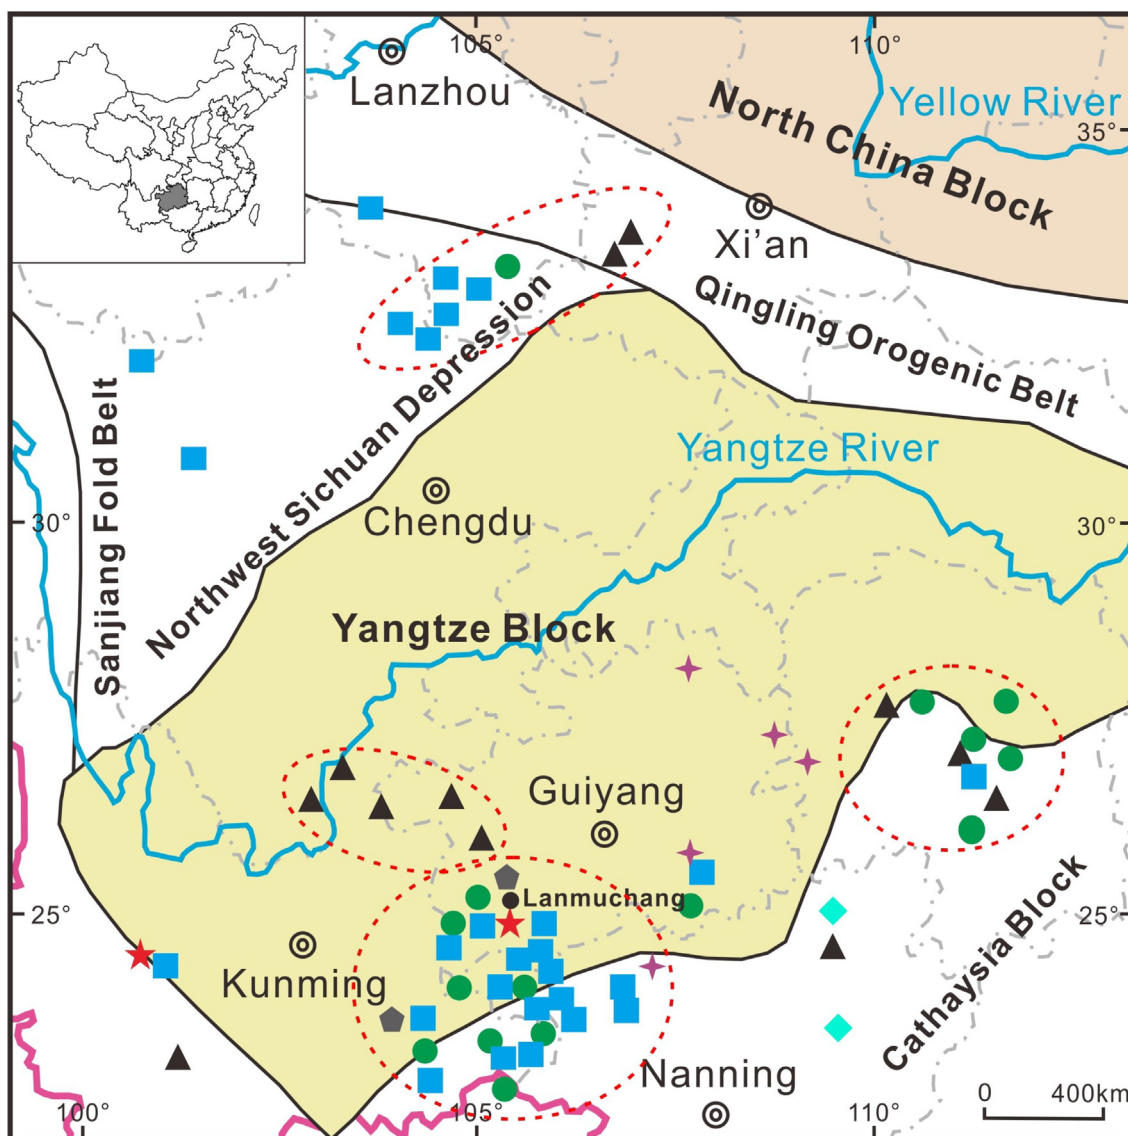 105°
110°
Lanzhou
Yellow River
North China Block
35°
Xi’an
Qingling Orogenic Belt
Northwest Sichuan Depression
Sanjiang Fold Belt
Yangtze River
Chengdu
30°
30°
Yangtze Block
Guiyang
Lanmuchang
25°
25°
Kunming
Cathaysia Block
Nanning
0
400km
100°
105°
110°